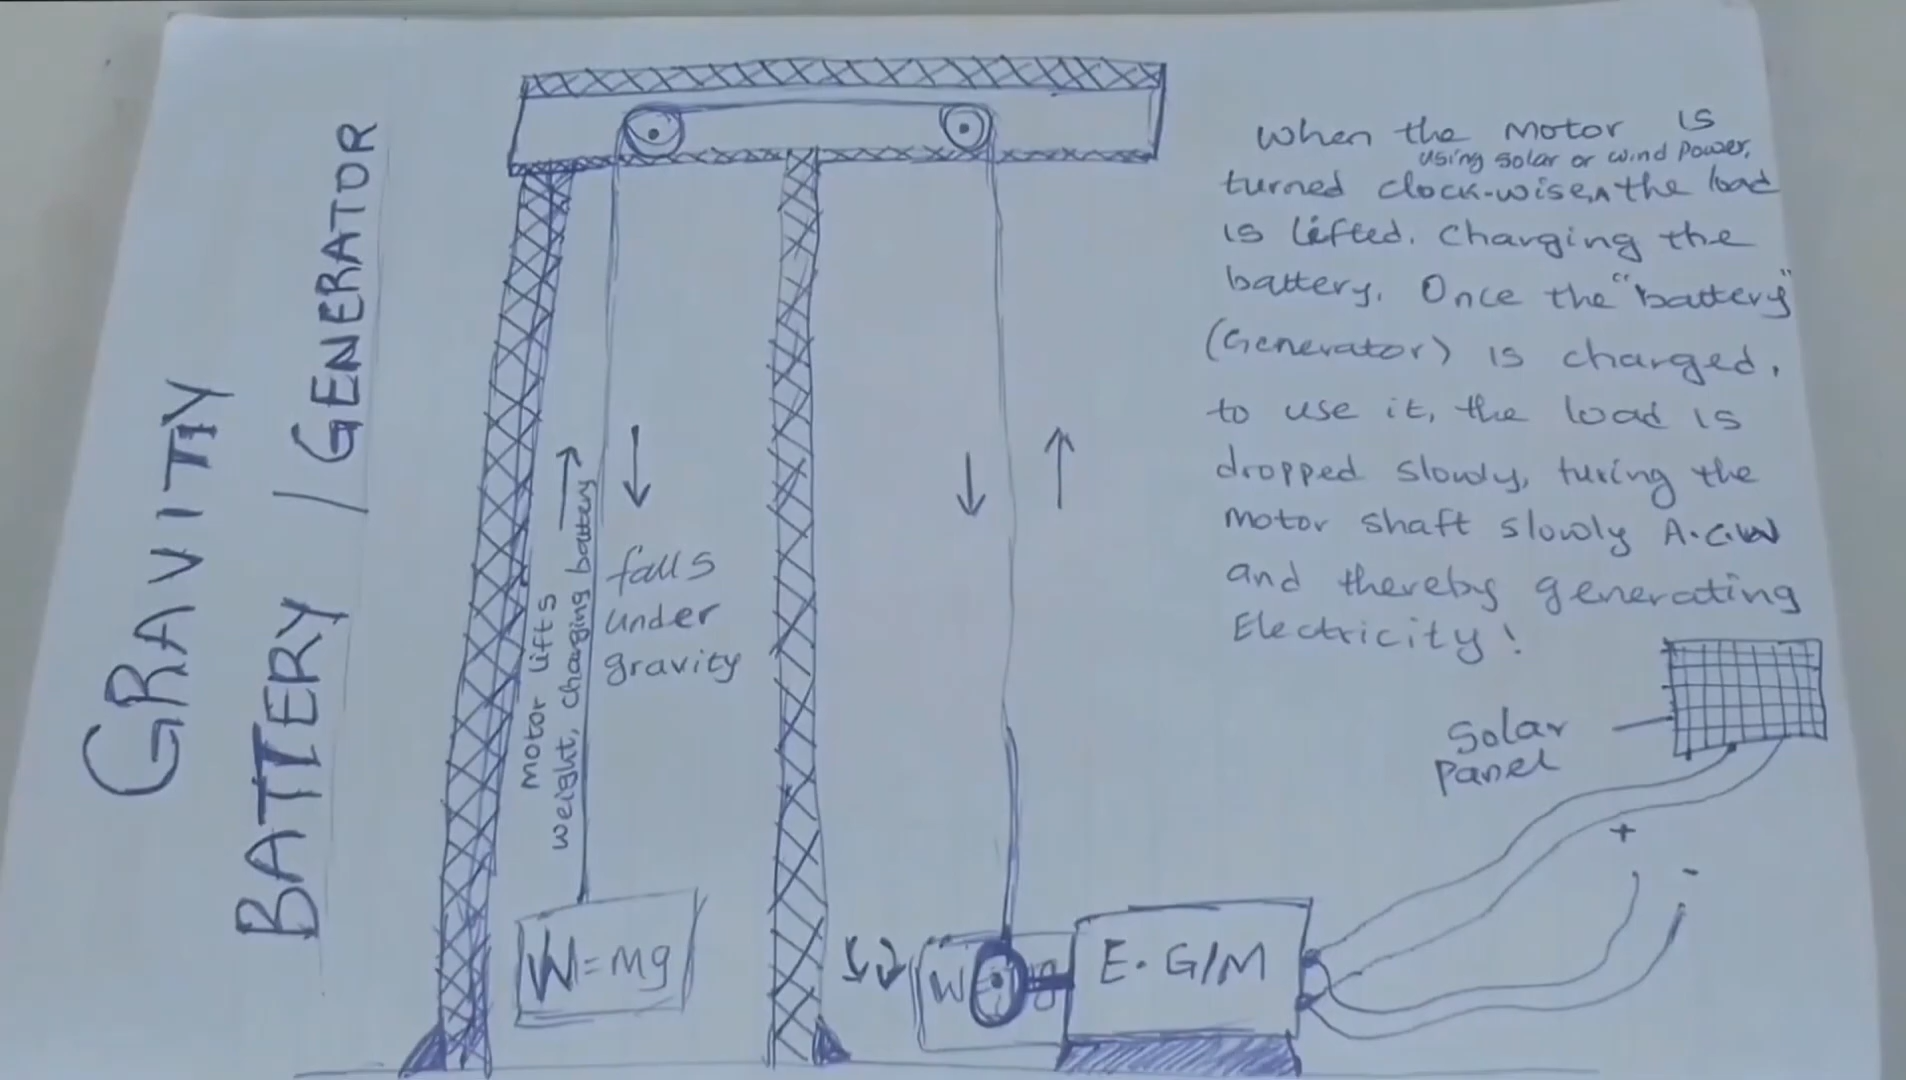 GRAVITY
BATTERY / GENERATOR
When the motor is
using solar or wind power,
turned clock-wise, the load
is lifted. Charging the
battery. Once the "battery"
(Generator) is charged,
to use it, the load is
dropped slowly, turing the
motor shaft slowly A.C.W
and thereby generating
Electricity!
motor lifts
weight, charging battery
falls
under
gravity
W=mg
E. G/M
Solar
Panel
+
-